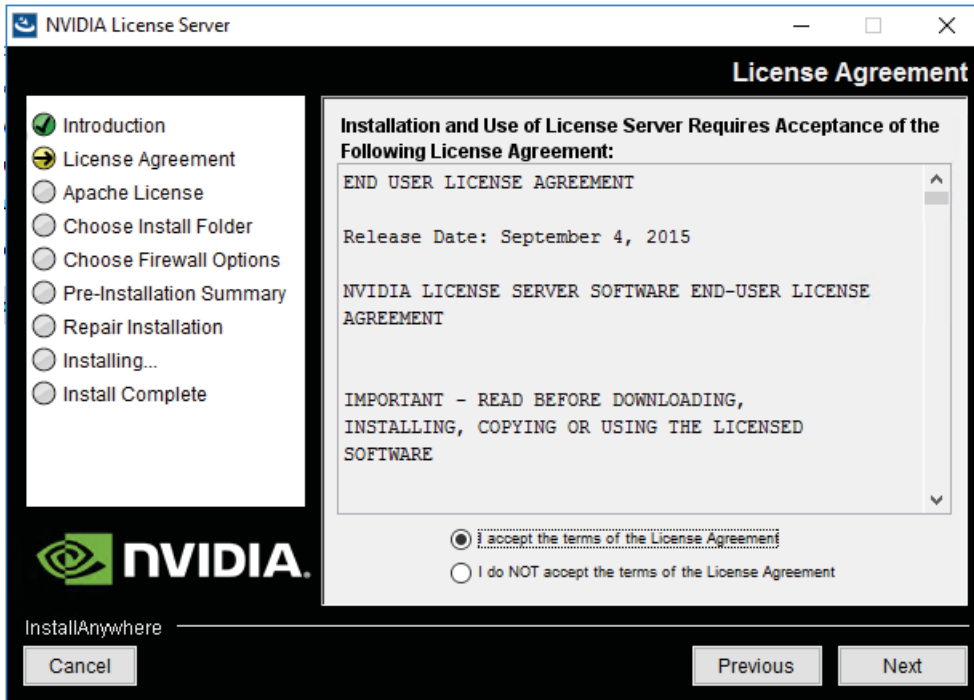 NVIDIA License Server
License Agreement
Introduction
License Agreement
Apache License
Choose Install Folder
Choose Firewall Options
Pre-Installation Summary
Repair Installation
Installing...
Install Complete
Installation and Use of License Server Requires Acceptance of the
Following License Agreement:
END USER LICENSE AGREEMENT
Release Date: September 4, 2015
NVIDIA LICENSE SERVER SOFTWARE END-USER LICENSE
AGREEMENT
IMPORTANT - READ BEFORE DOWNLOADING,
INSTALLING, COPYING OR USING THE LICENSED
SOFTWARE
I accept the terms of the License Agreement
I do NOT accept the terms of the License Agreement
NVIDIA.
InstallAnywhere
Cancel
Previous
Next